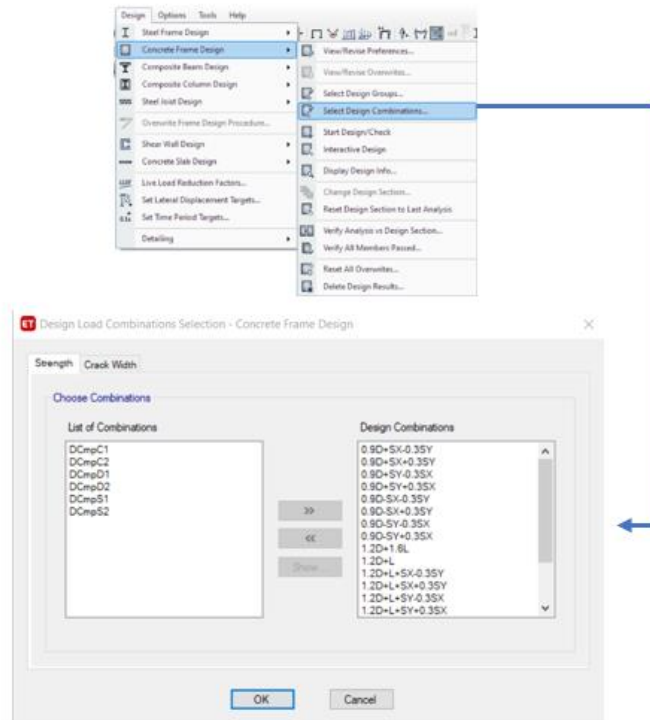 Design Options Tools Help
Steel Frame Design
Concrete Frame Design
Composite Beam Design
Composite Column Design
Steel Joist Design
Overwrite Frame Design Procedure...
Shear Wall Design
Concrete Slab Design
Live Load Reduction Factors...
Set Lateral Displacement Targets...
Set Time Period Targets...
Detailing
View/Revise Preferences...
View/Revise Overwrites...
Select Design Groups...
Select Design Combinations...
Start Design/Check
Interactive Design
Display Design Info...
Change Design Section...
Reset Design Section to Last Analysis
Verify Analysis vs Design Section...
Verify All Members Passed...
Reset All Overwrites...
Delete Design Results...
ET Design Load Combinations Selection - Concrete Frame Design
Strength Crack Width
Choose Combinations
List of Combinations
DCmpC1
DCmpC2
DCmpD1
DCmpD2
DCmpS1
DCmpS2
>>
<<
Show...
Design Combinations
0.9D+SX-0.3SY
0.9D+SX+0.3SY
0.9D+SY-0.3SX
0.9D+SY+0.3SX
0.9D-SX-0.3SY
0.9D-SX+0.3SY
0.9D-SY-0.3SX
0.9D-SY+0.3SX
1.2D+1.6L
1.2D+L
1.2D+L+SX-0.3SY
1.2D+L+SX+0.3SY
1.2D+L+SY-0.3SX
1.2D+L+SY+0.3SX
OK Cancel